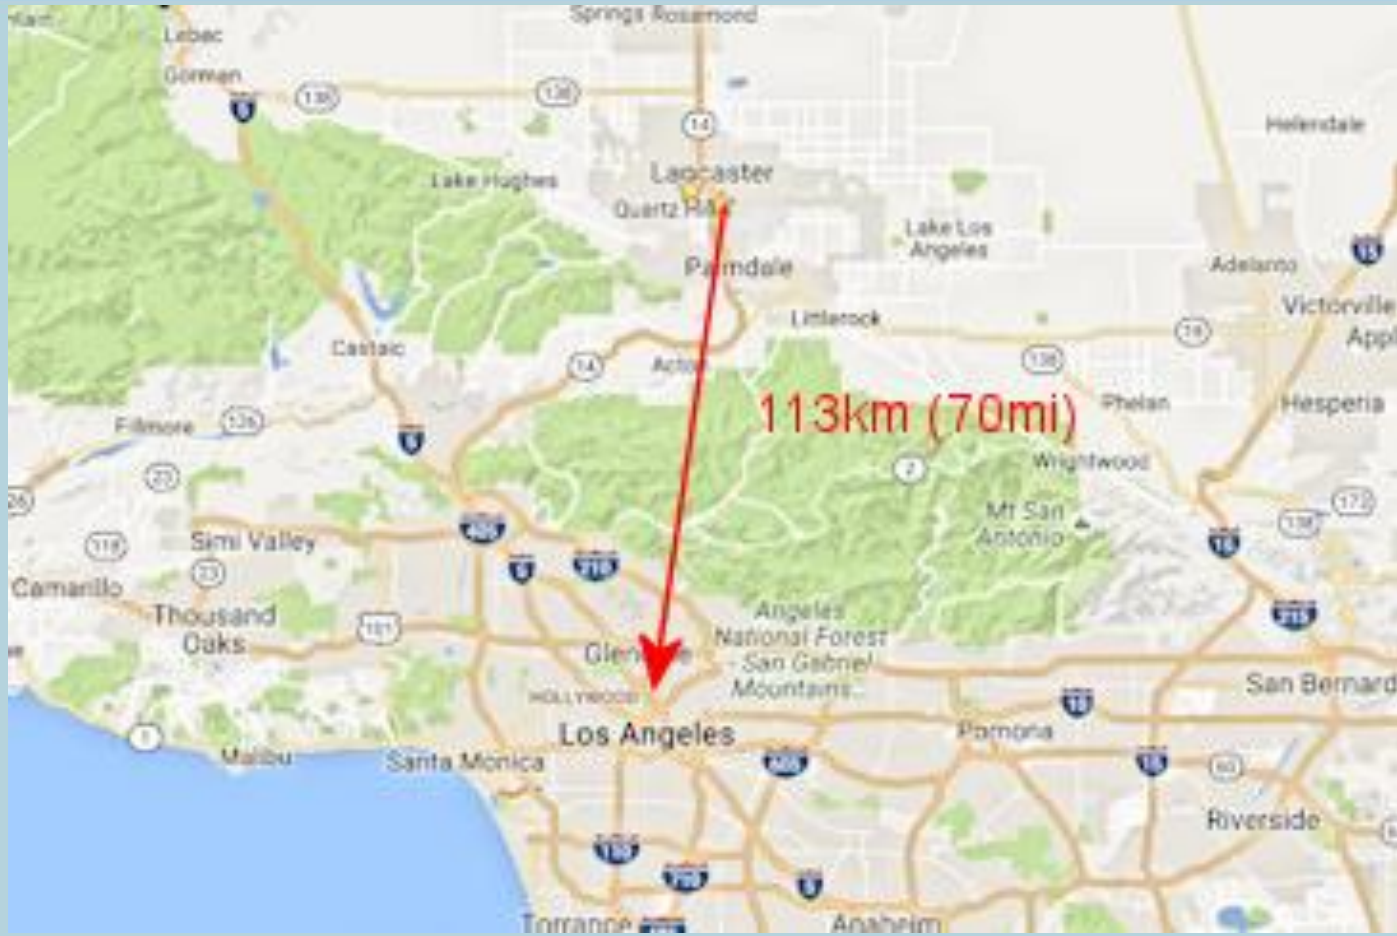 Springs Rosamond
Lebec
Gorman
5
138
138
14
Helendale
Lancaster
Lake Hughes
Quartz Hill
Lake Los
Angeles
15
Palmdale
Adelanto
Victorville
Littlerock
18
Appl
Castaic
14
Acton
138
113km (70mi)
Phelan
Hesperia
Fillmore
126
5
2
Wrightwood
23
26
Mt San
Antonio
138
173
405
118
Simi Valley
5
210
15
23
Camarillo
Thousand
Oaks
101
Angeles
National Forest
- San Gabriel
Mountains...
215
Glendale
HOLLYWOOD
San Bernard
10
Los Angeles
Pomona
1
Malibu
Santa Monica
605
15
60
Riverside
110
710
5
Torrance
Anaheim